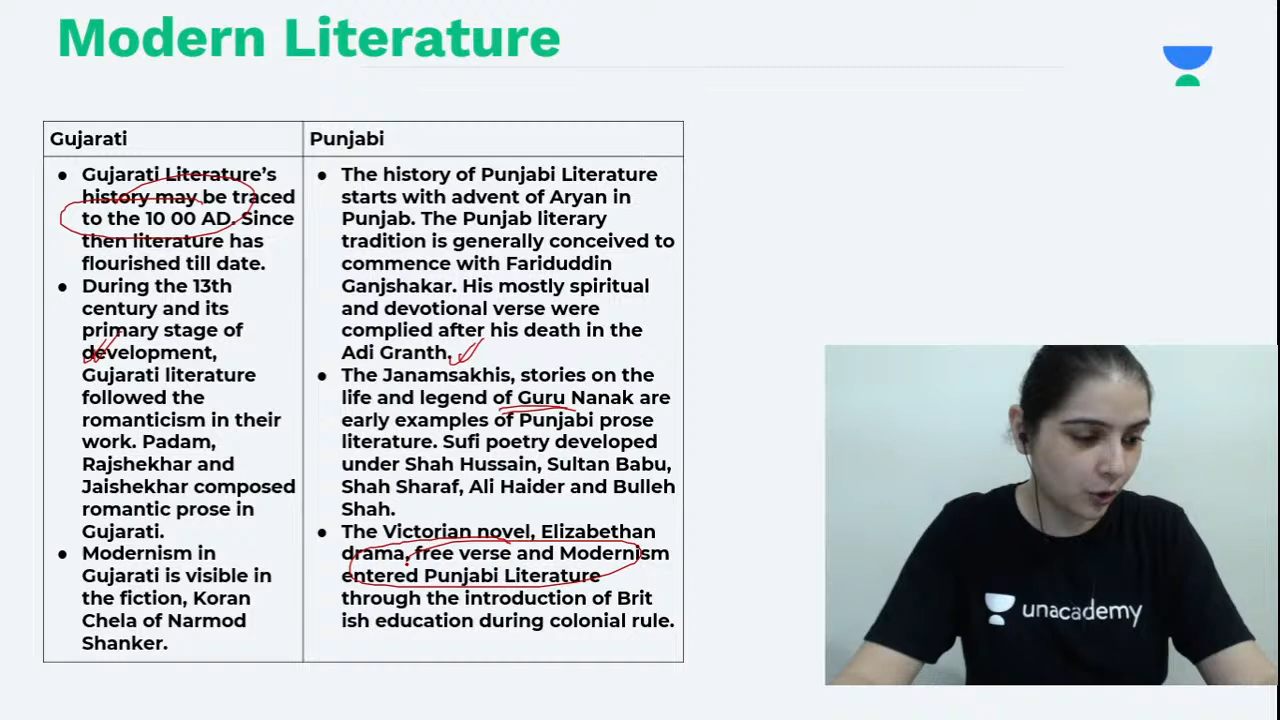 Modern Literature
Gujarati
Punjabi
● Gujarati Literature's
history may be traced
to the 10 00 AD. Since
then literature has
flourished till date.
● During the 13th
century and its
primary stage of
development,
Gujarati literature
followed the
romanticism in their
work. Padam,
Rajshekhar and
Jaishekhar composed
romantic prose in
Gujarati.
● Modernism in
Gujarati is visible in
the fiction, Koran
Chela of Narmod
Shanker.
● The history of Punjabi Literature
starts with advent of Aryan in
Punjab. The Punjab literary
tradition is generally conceived to
commence with Fariduddin
Ganjshakar. His mostly spiritual
and devotional verse were
complied after his death in the
Adi Granth.
● The Janamsakhis, stories on the
life and legend of Guru Nanak are
early examples of Punjabi prose
literature. Sufi poetry developed
under Shah Hussain, Sultan Babu,
Shah Sharaf, Ali Haider and Bulleh
Shah.
● The Victorian novel, Elizabethan
drama, free verse and Modernism
entered Punjabi Literature
through the introduction of Brit
ish education during colonial rule.
unacademy